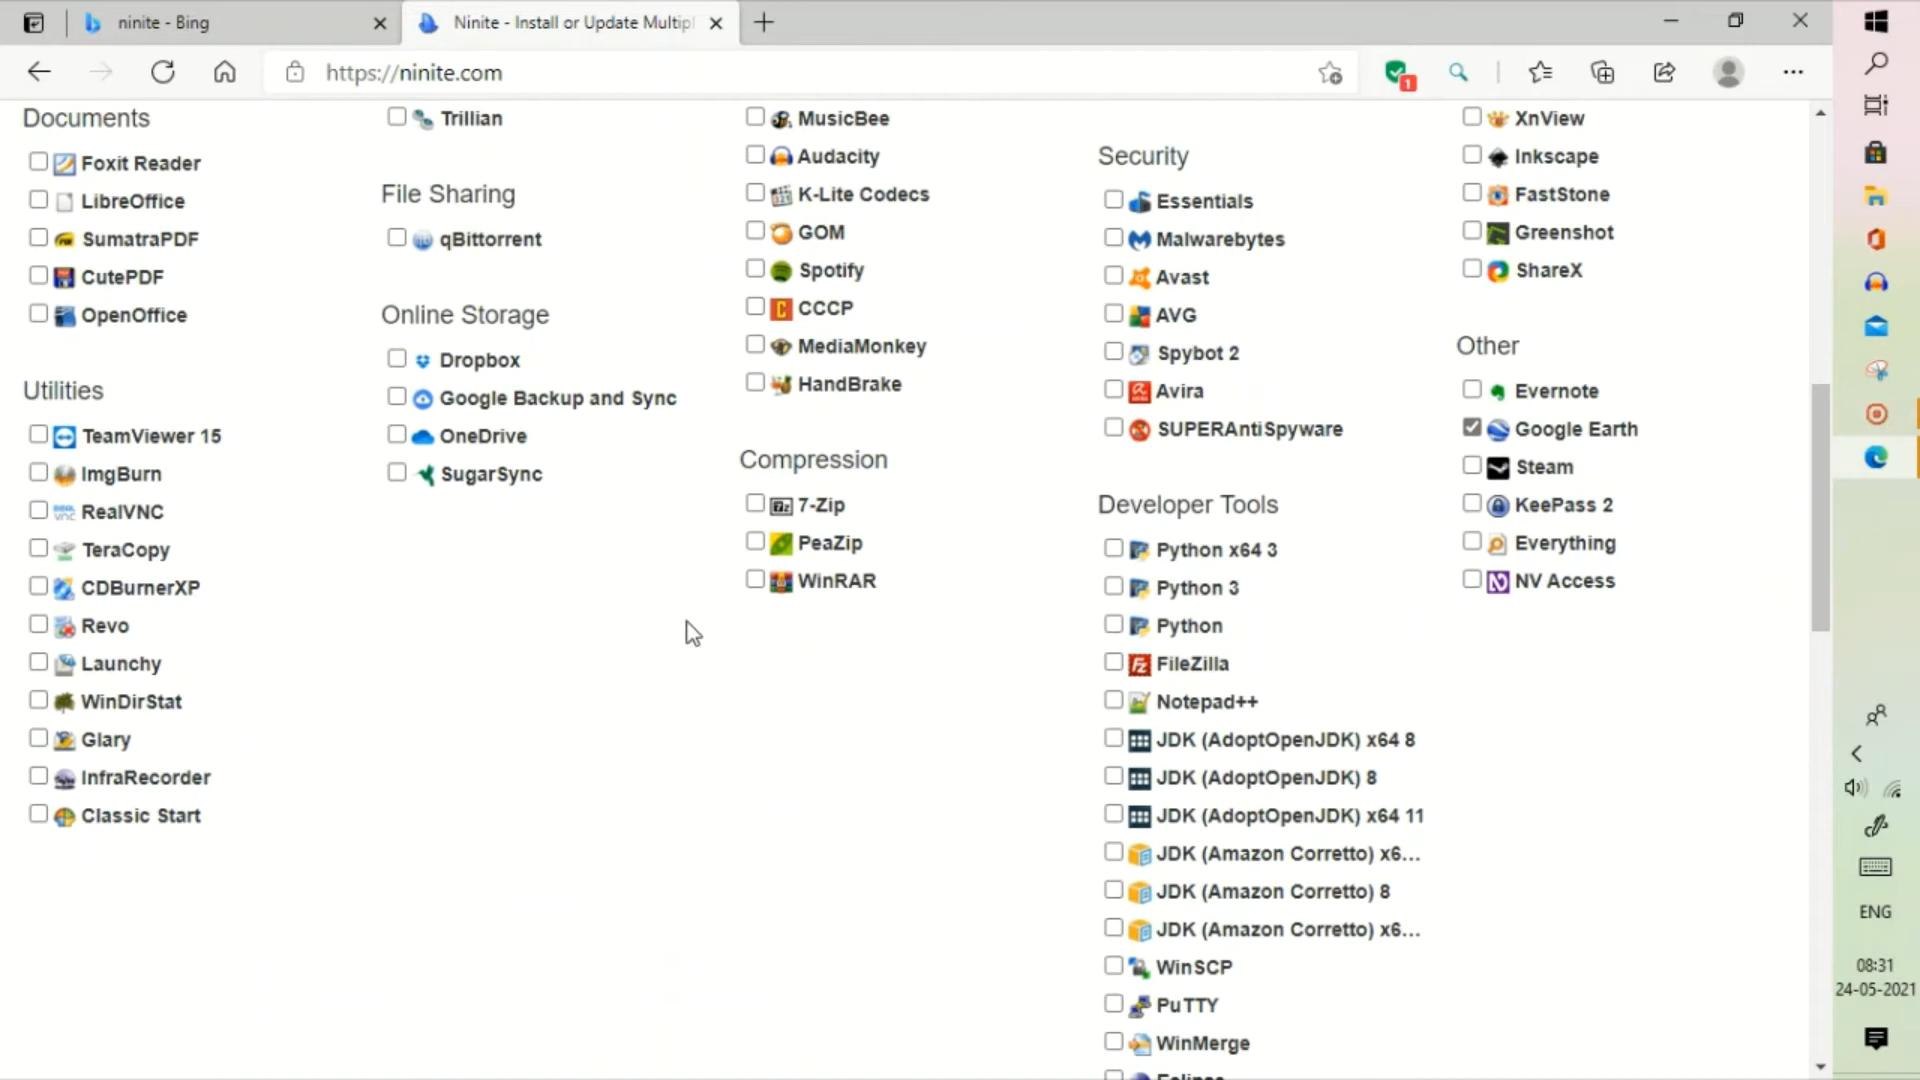 ninite - Bing
Ninite - Install or Update Multipl
https://ninite.com
1
Documents
Foxit Reader
LibreOffice
SumatraPDF
CutePDF
OpenOffice
Utilities
TeamViewer 15
ImgBurn
RealVNC
TeraCopy
CDBurnerXP
Revo
Launchy
WinDirStat
Glary
InfraRecorder
Classic Start
Trillian
File Sharing
qBittorrent
Online Storage
Dropbox
Google Backup and Sync
OneDrive
SugarSync
MusicBee
Audacity
K-Lite Codecs
GOM
Spotify
CCCP
MediaMonkey
HandBrake
Compression
7-Zip
PeaZip
WinRAR
Security
Essentials
Malwarebytes
Avast
AVG
Spybot 2
Avira
SUPERAntiSpyware
Developer Tools
Python x64 3
Python 3
Python
FileZilla
Notepad++
JDK (AdoptOpenJDK) x64 8
JDK (AdoptOpenJDK) 8
JDK (AdoptOpenJDK) x64 11
JDK (Amazon Corretto) x6...
JDK (Amazon Corretto) 8
JDK (Amazon Corretto) x6...
WinSCP
PuTTY
WinMerge
Eclipse
XnView
Inkscape
FastStone
Greenshot
ShareX
Other
Evernote
Google Earth
Steam
KeePass 2
Everything
NV Access
ENG
08:31
24-05-2021